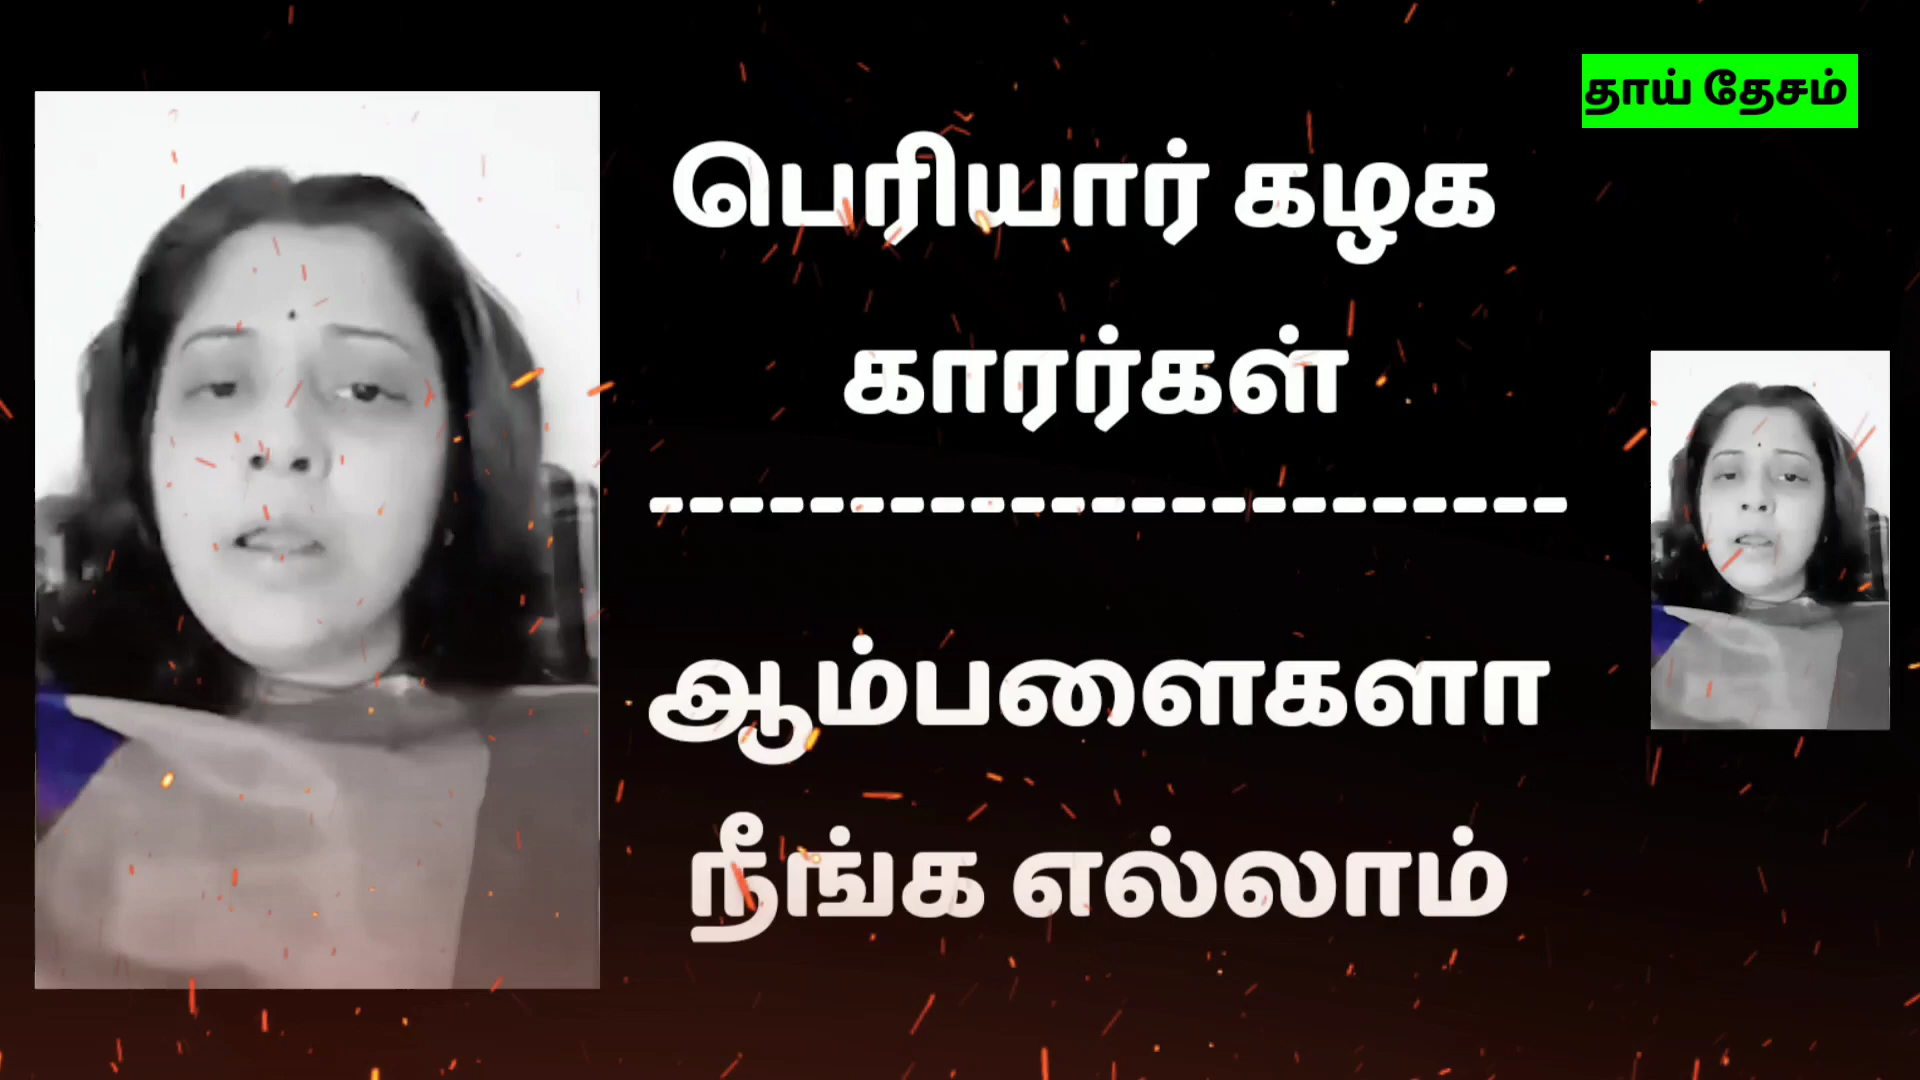 தாய் தேசம்
பெரியார் கழக
காரர்கள்
-----------------------
ஆம்பளைகளா
நீங்க எல்லாம்